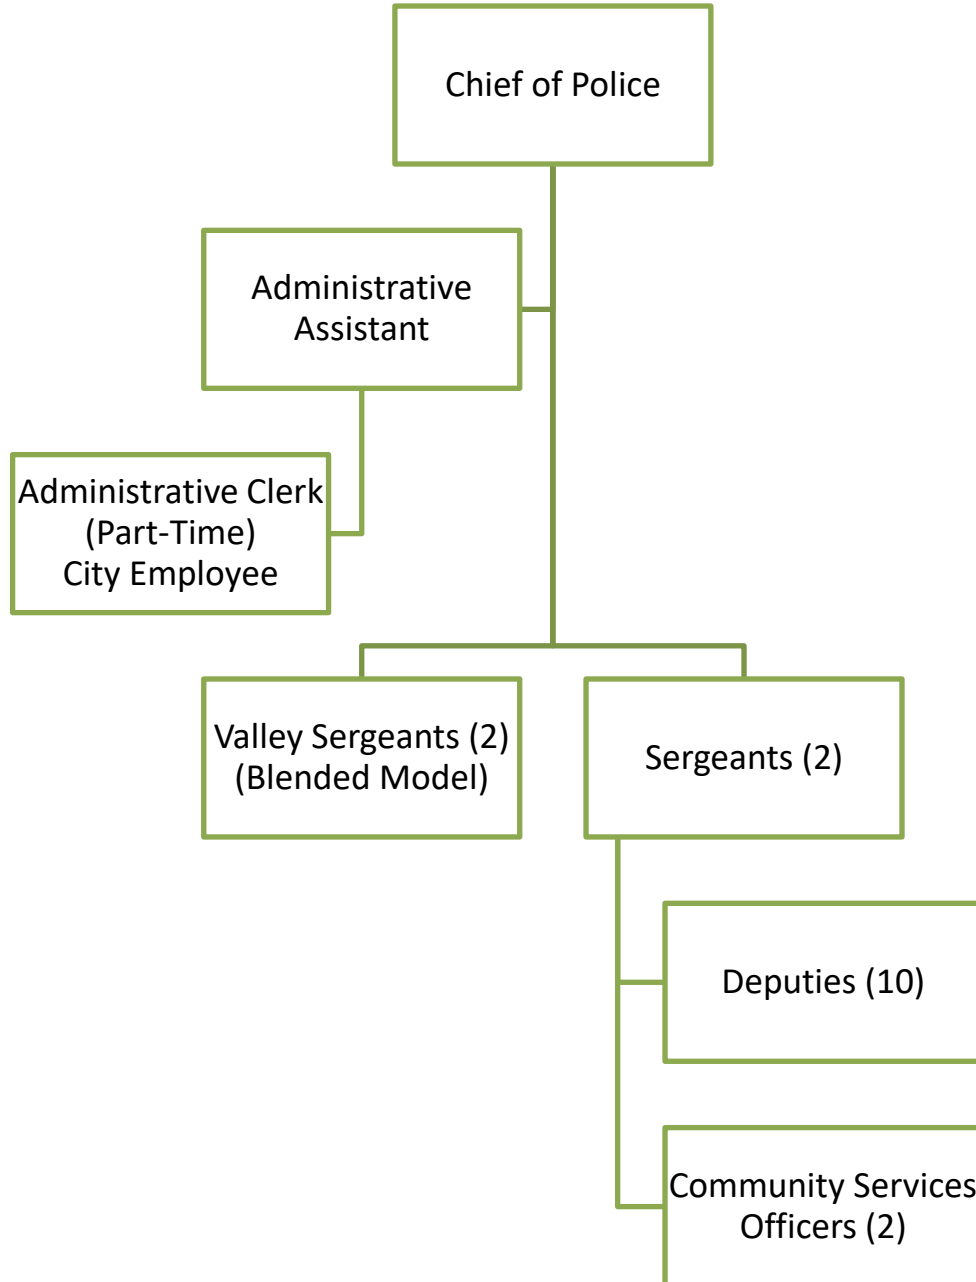 Chief of Police
Administrative
Assistant
Administrative Clerk
(Part-Time)
City Employee
Valley Sergeants (2)
(Blended Model)
Sergeants (2)
Deputies (10)
Community Services
Officers (2)